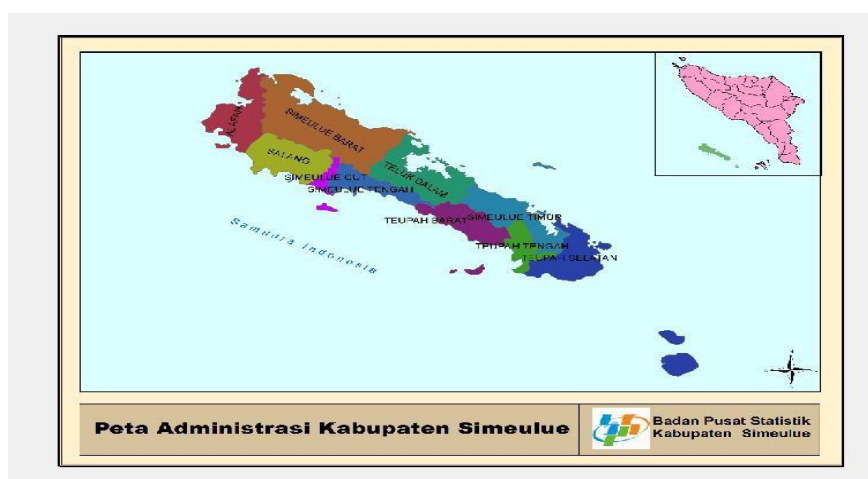 ALAFAN
SIMEULUE BARAT
SALANG
TELUK DALAM
SIMEULUE CUT
SIMEULUE TENGAH
TEUPAH BARAT
SIMEULUE TIMUR
TEUPAH TENGAH
TEUPAH SELATAN
Samudra Indonesia
Peta Administrasi Kabupaten Simeulue
Badan Pusat Statistik
Kabupaten Simeulue